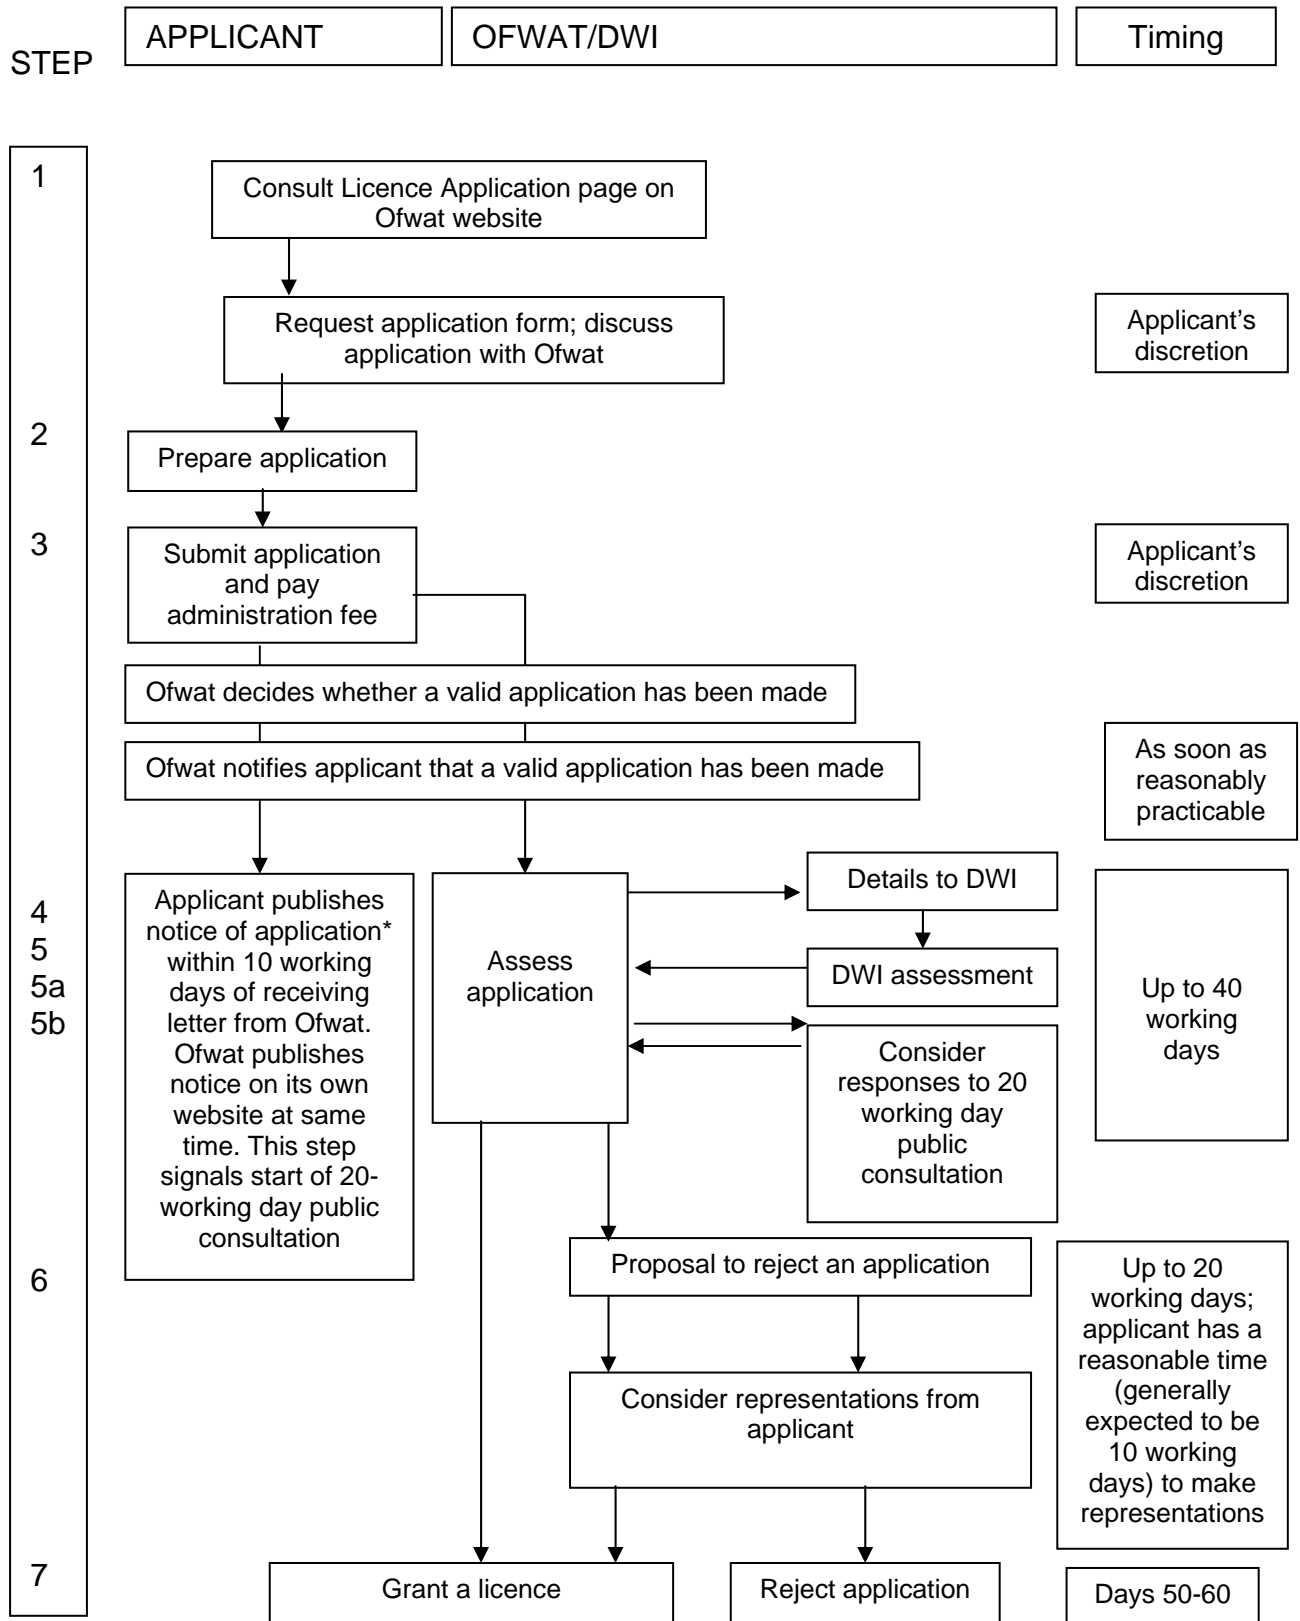 STEP
APPLICANT
OFWAT/DWI
Timing
1
Consult Licence Application page on
Ofwat website
Request application form; discuss
application with Ofwat
Applicant's
discretion
2
Prepare application
3
Submit application
and pay
administration fee
Applicant's
discretion
Ofwat decides whether a valid application has been made
Ofwat notifies applicant that a valid application has been made
As soon as
reasonably
practicable
4
5
5a
5b
Applicant publishes
notice of application*
within 10 working
days of receiving
letter from Ofwat.
Ofwat publishes
notice on its own
website at same
time. This step
signals start of 20-
working day public
consultation
Assess
application
Details to DWI
DWI assessment
Consider
responses to 20
working day
public
consultation
Up to 40
working
days
6
Proposal to reject an application
Consider representations from
applicant
Up to 20
working days;
applicant has a
reasonable time
(generally
expected to be
10 working
days) to make
representations
7
Grant a licence
Reject application
Days 50-60